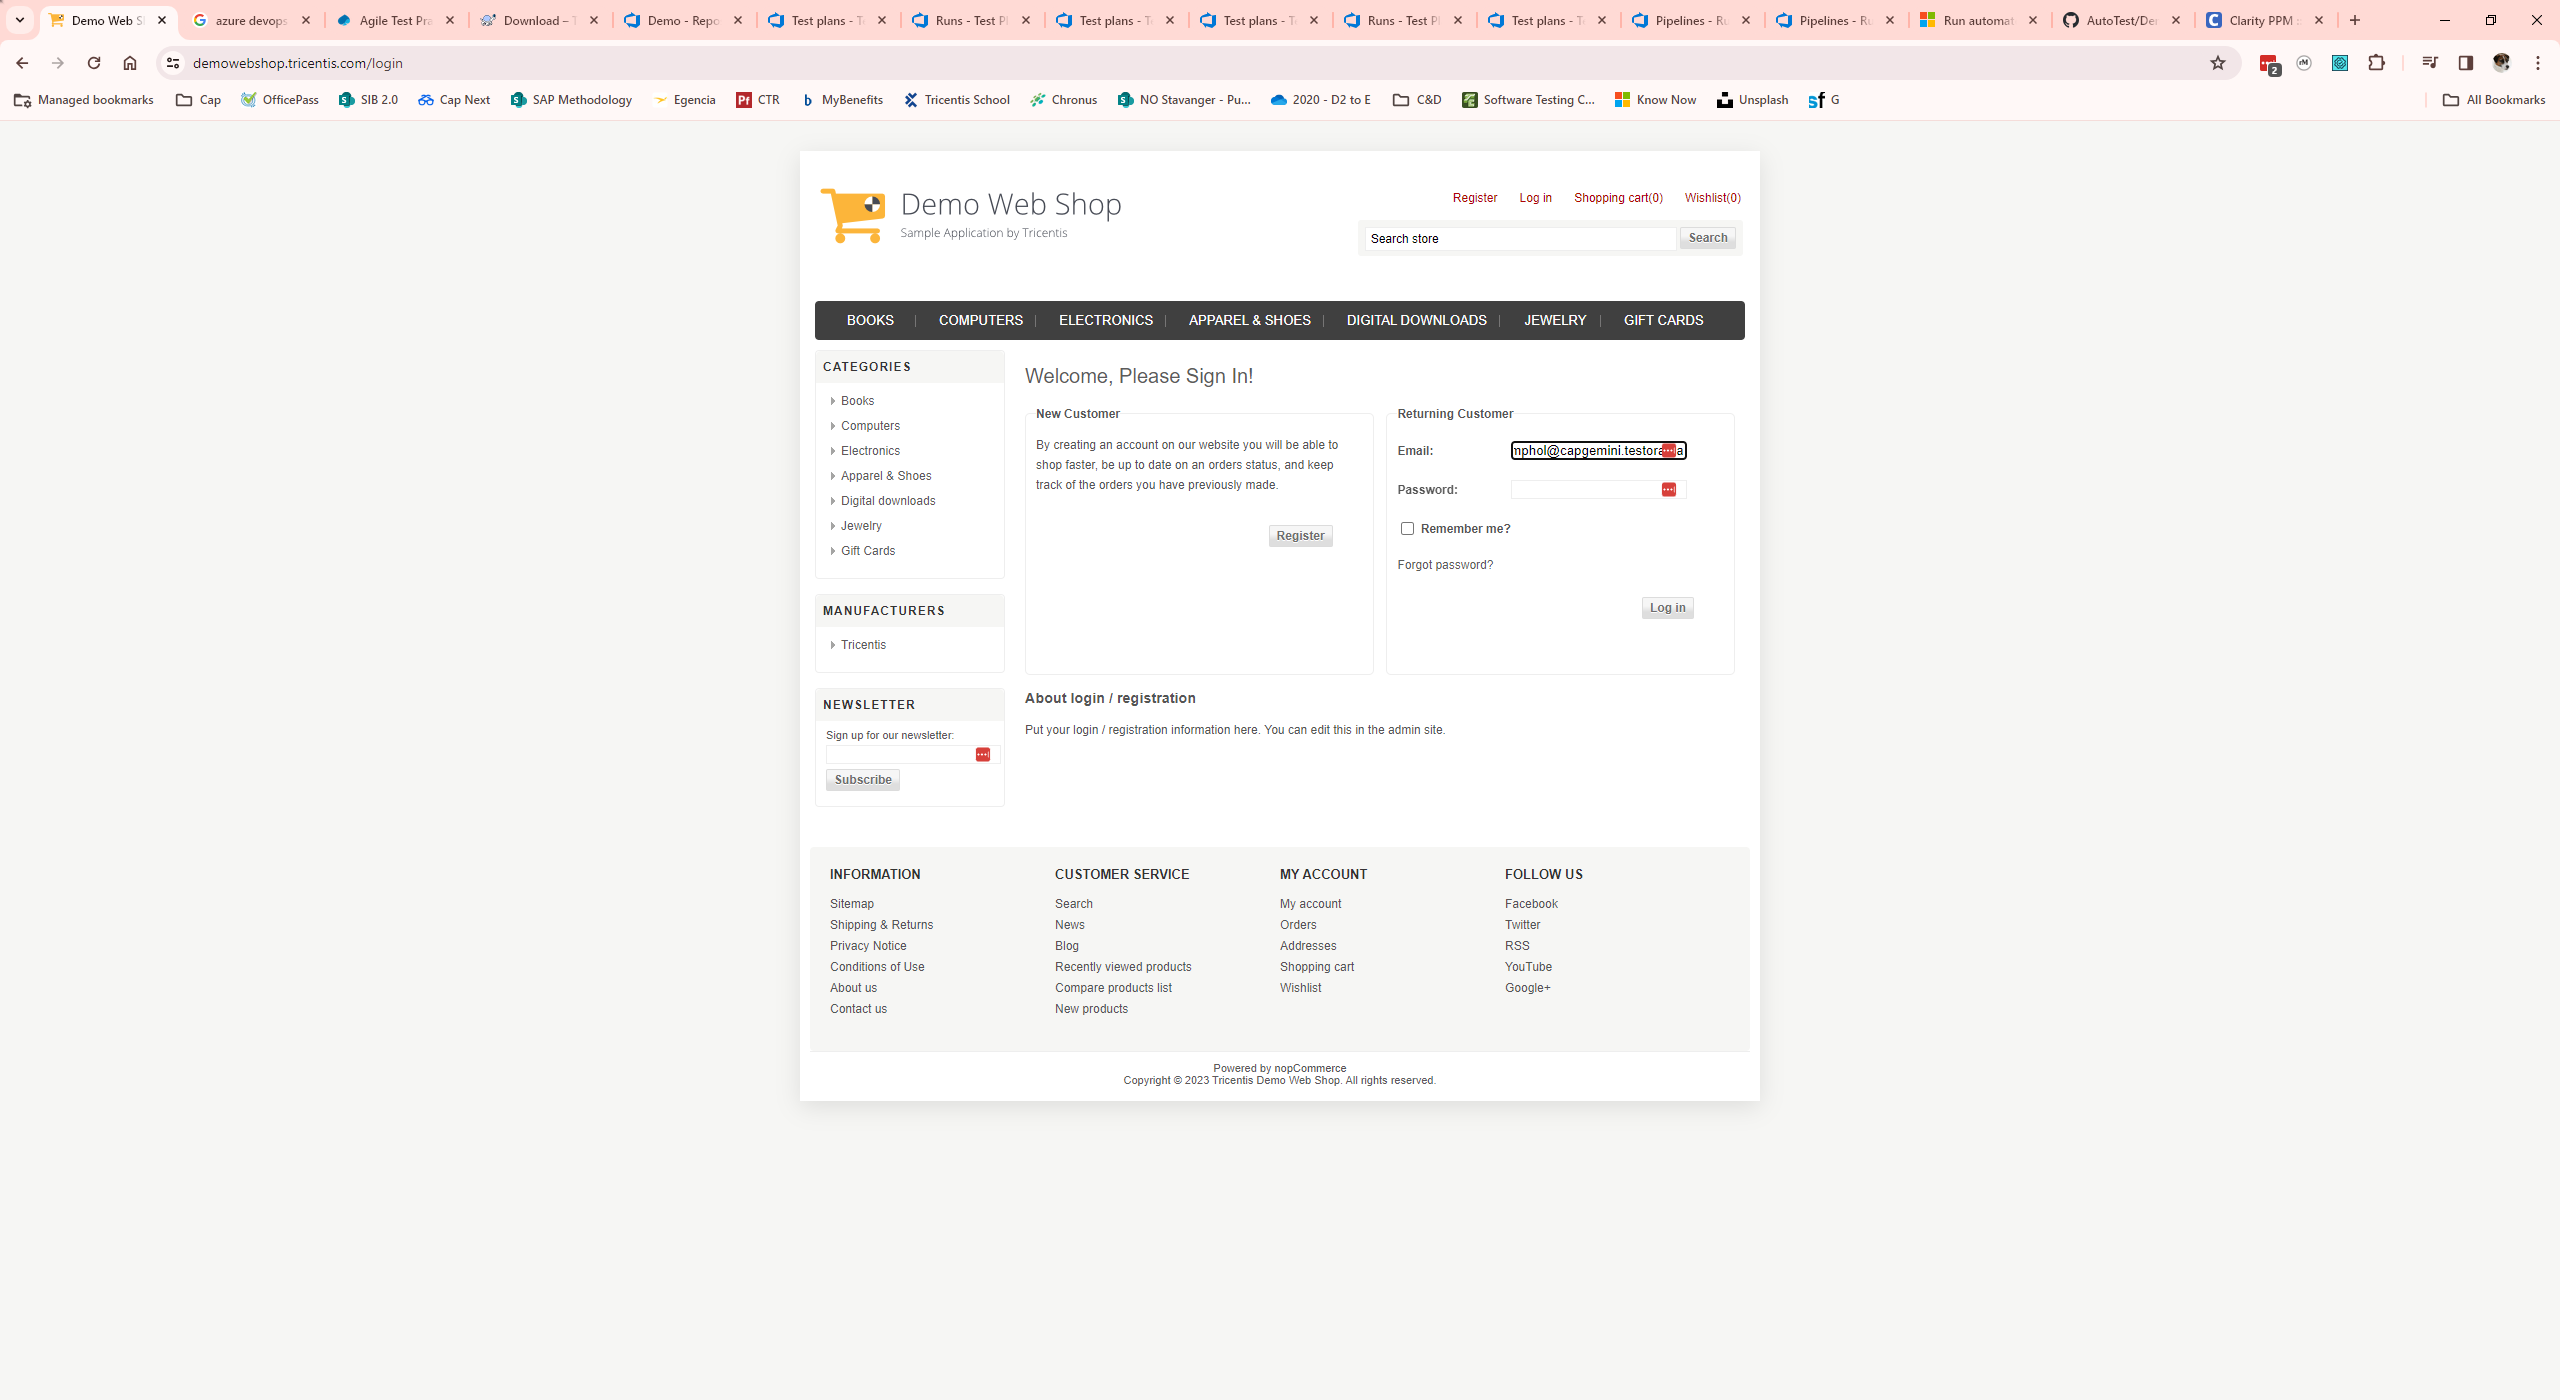 Demo Web S
azure devops
Agile Test Pra
Download – T
Demo - Repo
Test plans - Te
Runs - Test Pl
Test plans - Te
Test plans - Te
Runs - Test Pl
Test plans - Te
Pipelines - Ru
Pipelines - Ru
Run automat
AutoTest/Der
Clarity PPM ::
demowebshop.tricentis.com/login
2
Managed bookmarks
Cap
OfficePass
SIB 2.0
Cap Next
SAP Methodology
Egencia
CTR
MyBenefits
Tricentis School
Chronus
NO Stavanger - Pu...
2020 - D2 to E
C&D
Software Testing C...
Know Now
Unsplash
G
All Bookmarks
Demo Web Shop
Sample Application by Tricentis
Register
Log in
Shopping cart(0)
Wishlist(0)
Search store
Search
BOOKS
COMPUTERS
ELECTRONICS
APPAREL & SHOES
DIGITAL DOWNLOADS
JEWELRY
GIFT CARDS
CATEGORIES
Books
Computers
Electronics
Apparel & Shoes
Digital downloads
Jewelry
Gift Cards
MANUFACTURERS
Tricentis
NEWSLETTER
Sign up for our newsletter:
Subscribe
Welcome, Please Sign In!
New Customer
By creating an account on our website you will be able to
shop faster, be up to date on an orders status, and keep
track of the orders you have previously made.
Register
Returning Customer
Email:
Password:
Remember me?
Forgot password?
Log in
About login / registration
Put your login / registration information here. You can edit this in the admin site.
INFORMATION
Sitemap
Shipping & Returns
Privacy Notice
Conditions of Use
About us
Contact us
CUSTOMER SERVICE
Search
News
Blog
Recently viewed products
Compare products list
New products
MY ACCOUNT
My account
Orders
Addresses
Shopping cart
Wishlist
FOLLOW US
Facebook
Twitter
RSS
YouTube
Google+
Powered by nopCommerce
Copyright © 2023 Tricentis Demo Web Shop. All rights reserved.